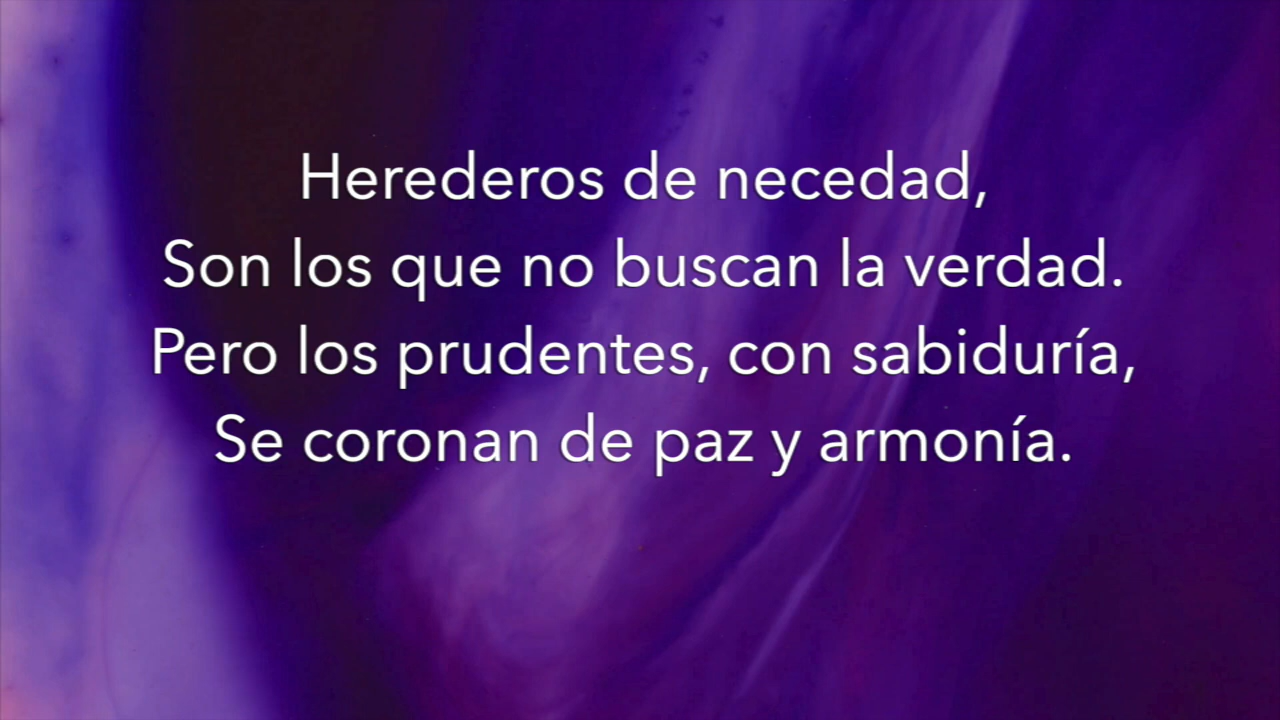 Herederos de necedad,
Son los que no buscan la verdad.
Pero los prudentes, con sabiduría,
Se coronan de paz y armonía.